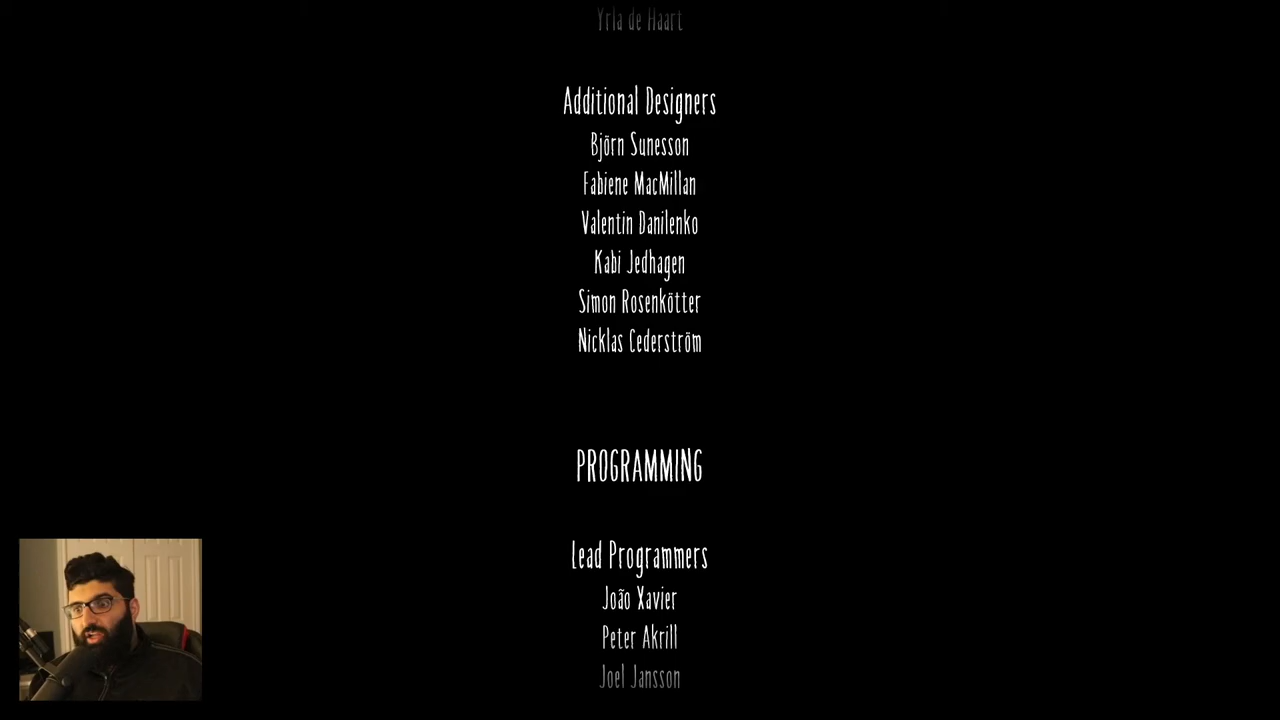 Yrla de Haart
Additional Designers
Björn Sunesson
Fabiene MacMillan
Valentin Danilenko
Kabi Jedhagen
Simon Rosenkötter
Nicklas Cederström
PROGRAMMING
Lead Programmers
João Xavier
Peter Akrill
Joel Jansson